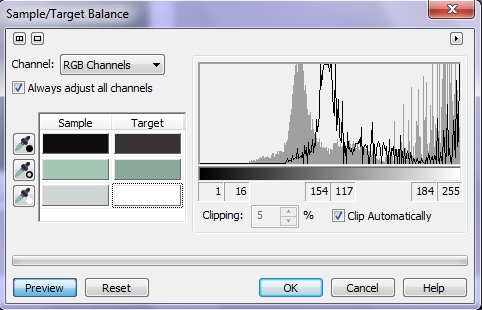 Sample/Target Balance
Channel: RGB Channels
Always adjust all channels
Sample Target
1 16 154 117 184 255
Clipping: 5 % Clip Automatically
Preview Reset OK Cancel Help